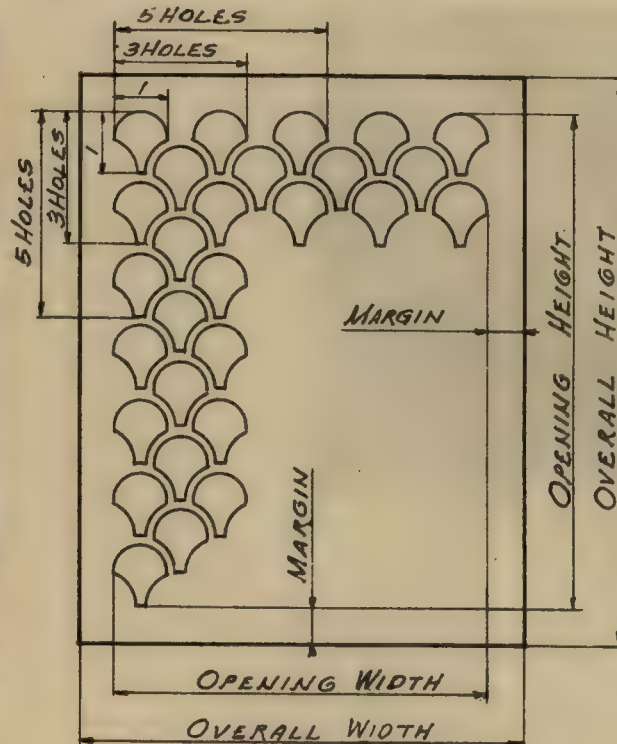 5 HOLES
3 HOLES
1
1
3 HOLES
5 HOLES
MARGIN
OPENING HEIGHT
OVERALL HEIGHT
MARGIN
OPENING WIDTH
OVERALL WIDTH